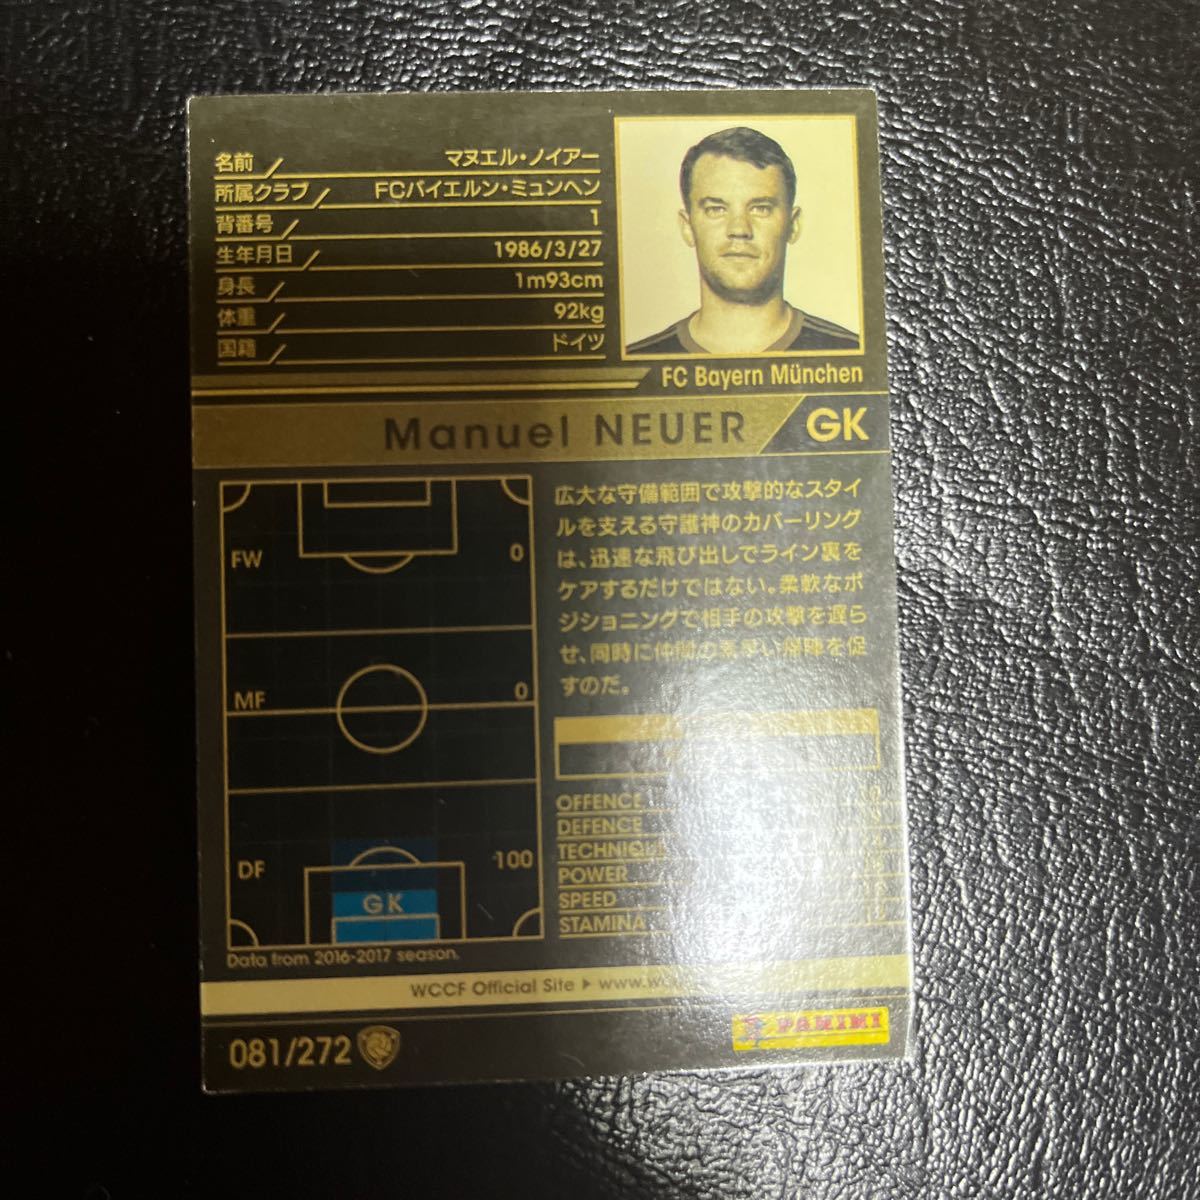 名前 マヌエル・ノイアー
所属クラブ FCバイエルン・ミュンヘン
背番号 1
生年月日 1986/3/27
身長 1m93cm
体重 92kg
国籍 ドイツ
FC Bayern München
Manuel NEUER GK
広大な守備範囲で攻撃的なスタイ
ルを支える守護神のカバーリング
は、迅速な飛び出しでライン裏を
ケアするだけではない。柔軟なポ
ジショニングで相手の攻撃を遅ら
せ、同時に仲間の素早い帰陣を促
すのだ。
FW 0
MF 0
DF 100
GK
OFFENCE
DEFENCE
TECHNIQUE
POWER
SPEED
STAMINA
Data from 2016-2017 season.
WCCF Official Site ▶
081/272
PANINI